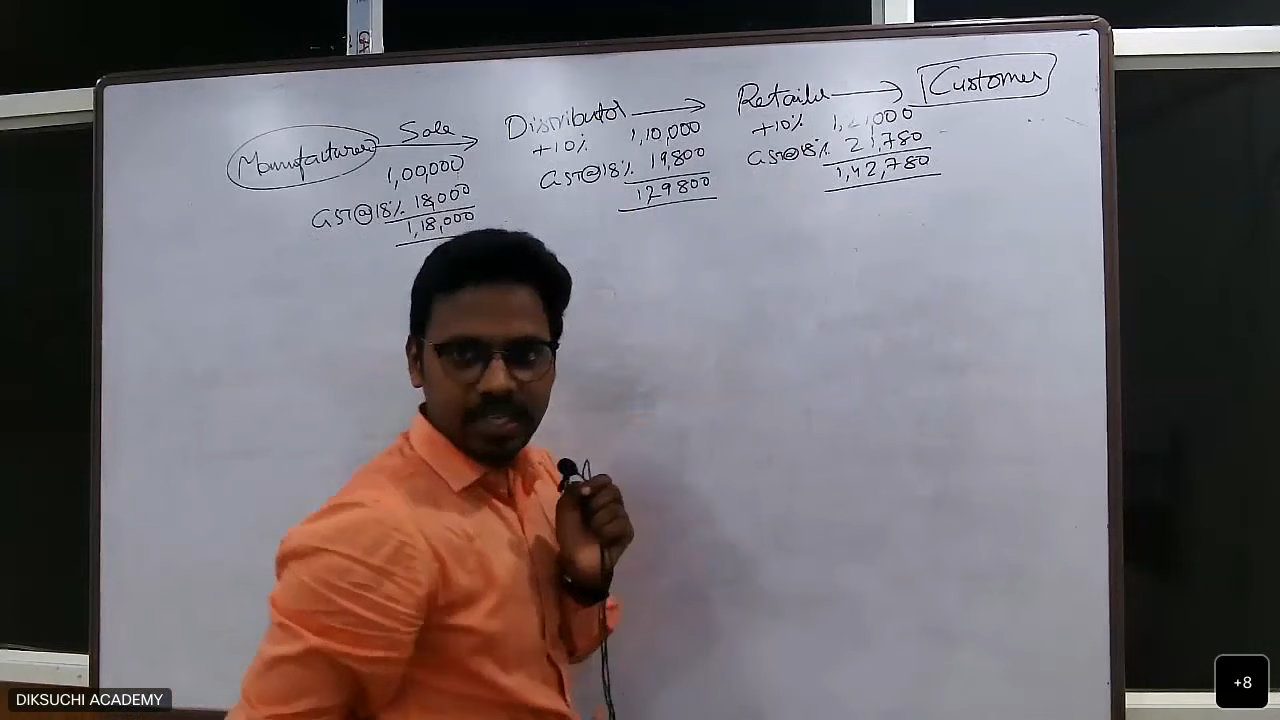 Manufacturer Sale
1,00,000
GST@18% 18,000
1,18,000
Distributor
+10% 1,10,000
GST@18% 19,800
129800
Retailer
+10% 1,21,000
GST@18% 21,780
1,42,780
Customer
DIKSUCHI ACADEMY
+8